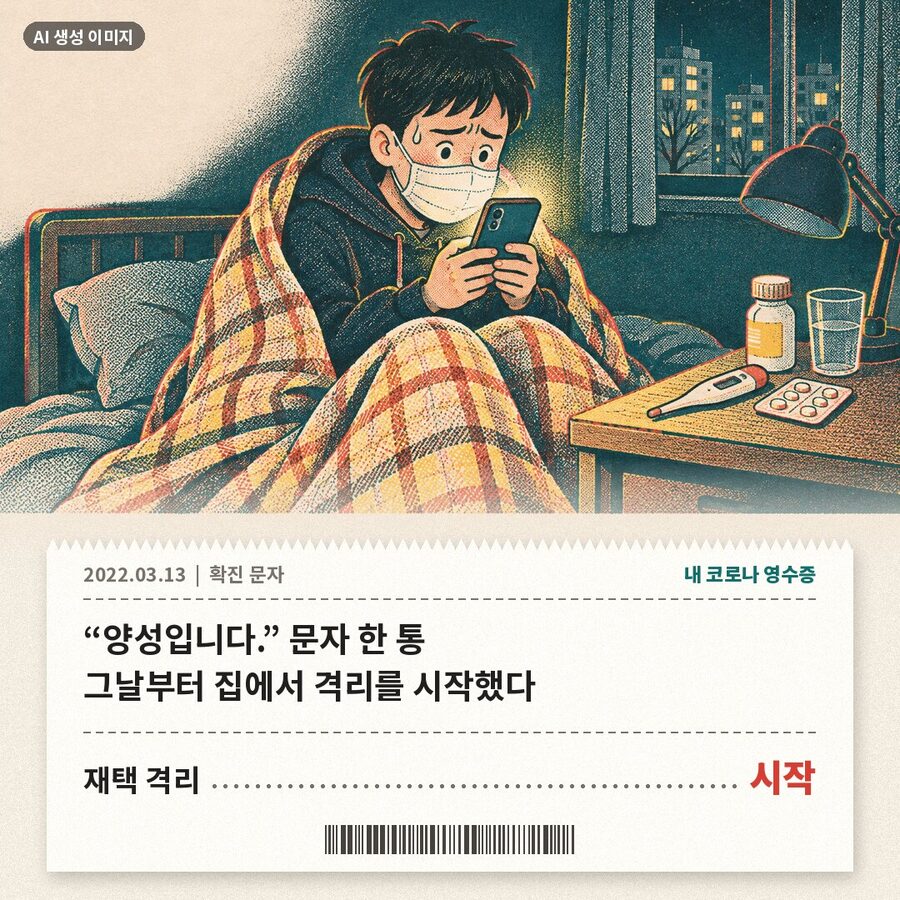 AI 생성 이미지
2022.03.13 | 확진 문자
내 코로나 영수증
“양성입니다.” 문자 한 통
그날부터 집에서 격리를 시작했다
재택 격리 시작